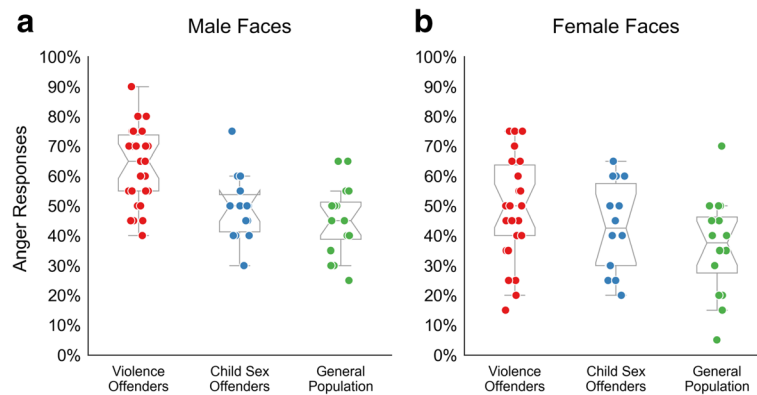 a
Male Faces
100%
90%
80%
70%
60%
50%
40%
30%
20%
10%
0%
Anger Responses
Violence
Offenders
Child Sex
Offenders
General
Population
b
Female Faces
100%
90%
80%
70%
60%
50%
40%
30%
20%
10%
0%
Violence
Offenders
Child Sex
Offenders
General
Population